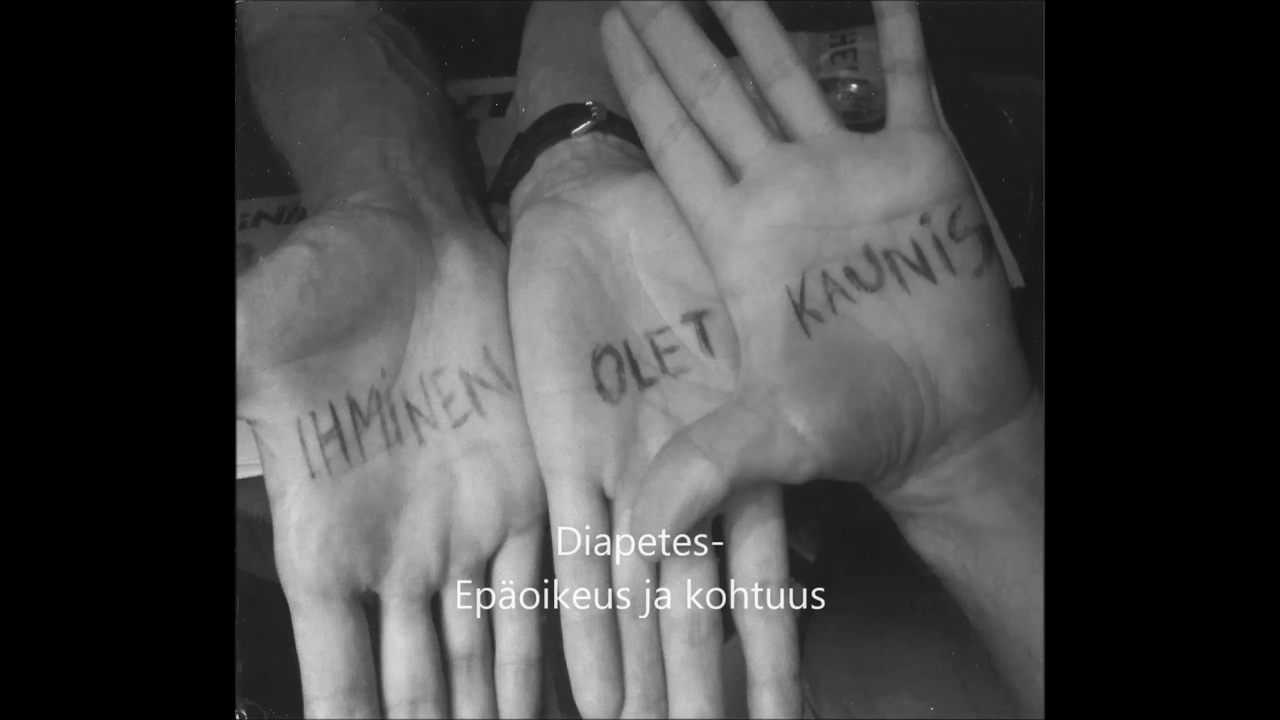 IHMiNEN
OLET
KAUNiS
Diapetes-
Epäoikeus ja kohtuus